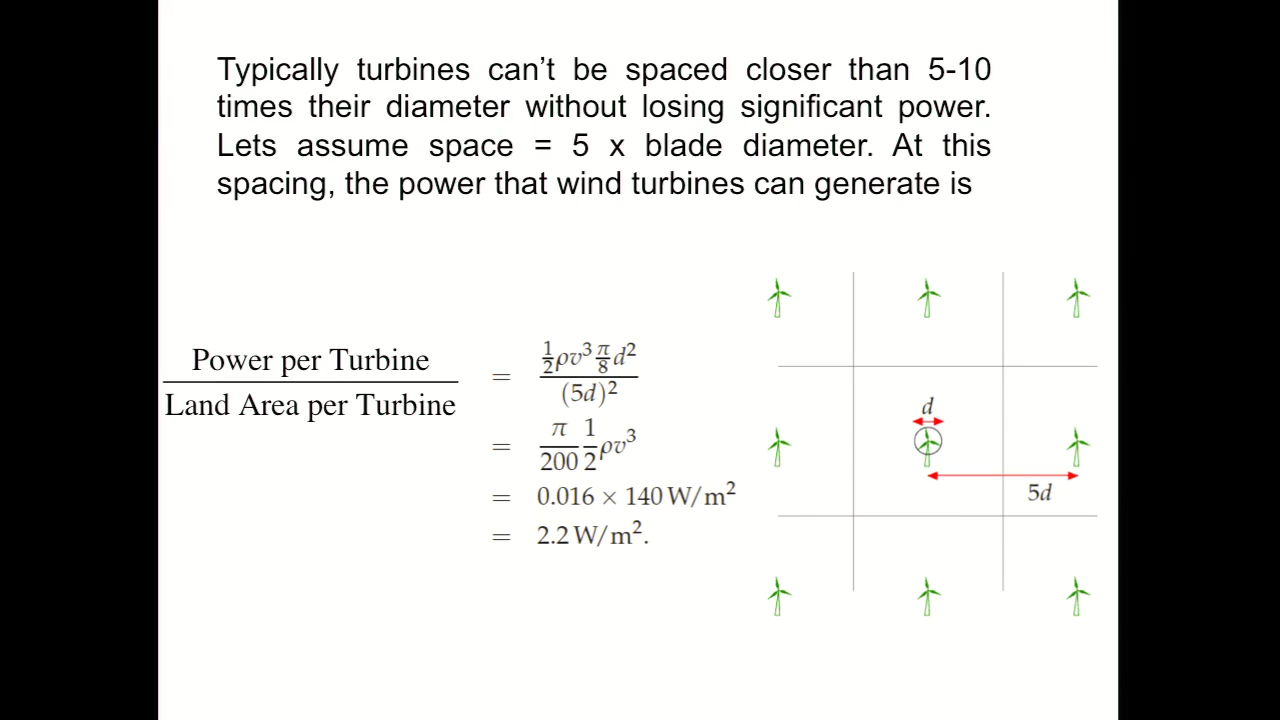 Typically turbines can’t be spaced closer than 5-10
times their diameter without losing significant power.
Lets assume space = 5 x blade diameter. At this
spacing, the power that wind turbines can generate is
Power per Turbine / Land Area per Turbine = ½ρv³ π/8 d² / (5d)²
= π/200 1/2 ρv³
= 0.016 × 140 W/m²
= 2.2 W/m².
d
5d